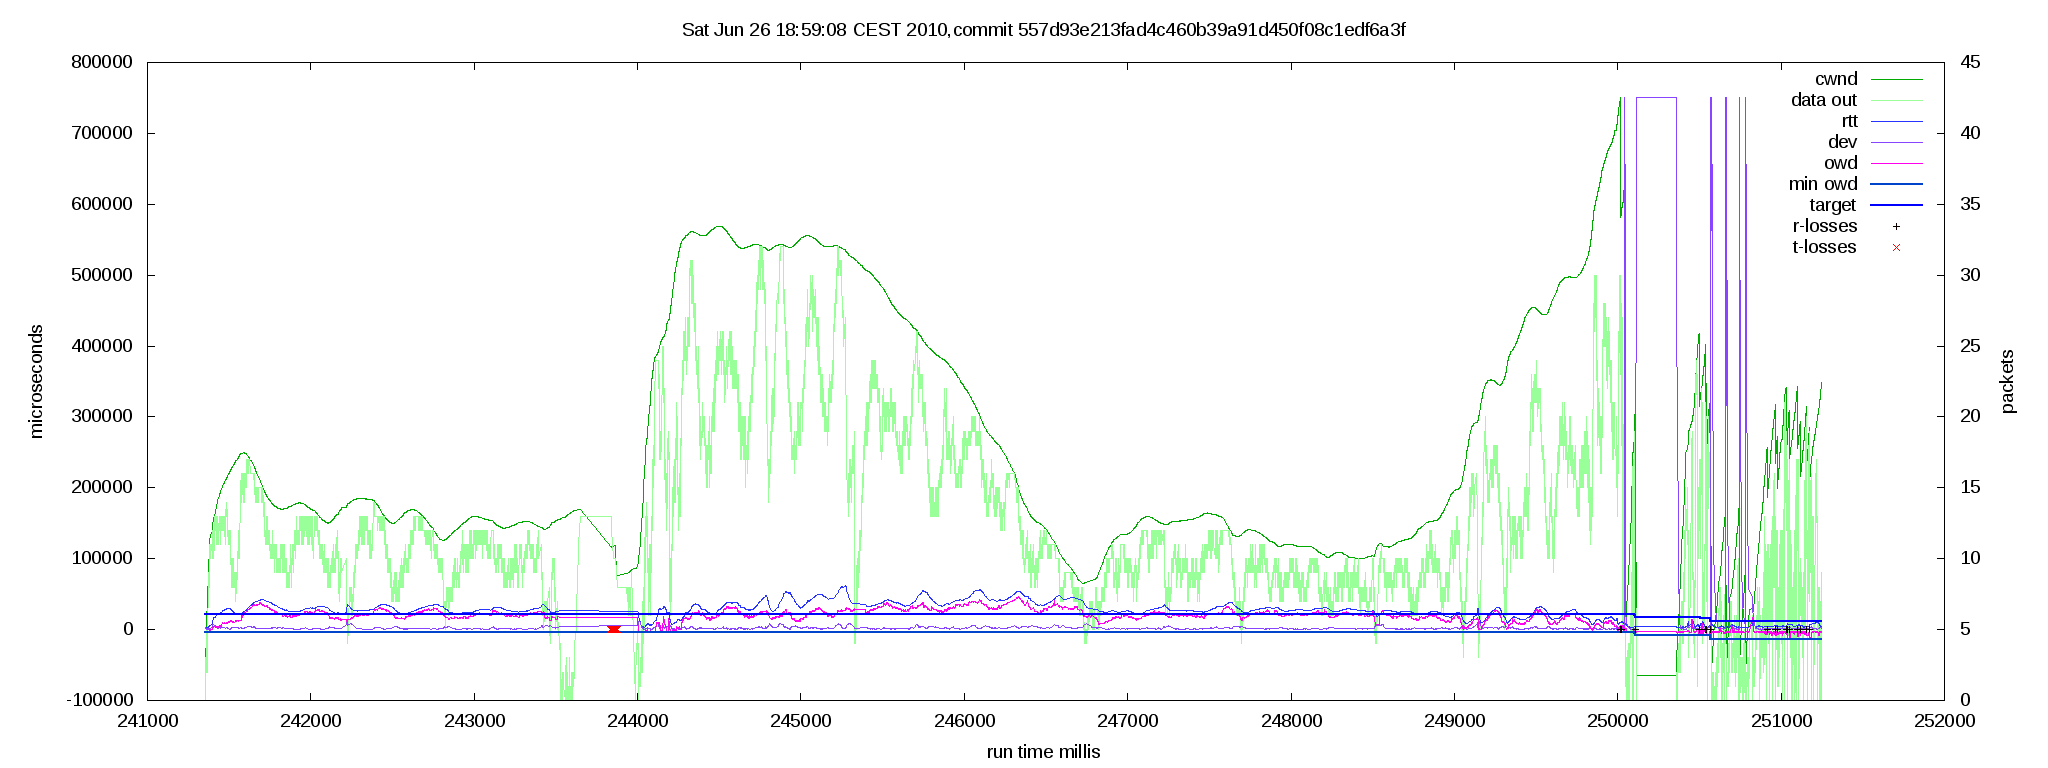 Sat Jun 26 18:59:08 CEST 2010,commit 557d93e213fad4c460b39a91d450f08c1edf6a3f
800000
700000
600000
500000
400000
300000
200000
100000
0
-100000
microseconds
45
40
35
30
25
20
15
10
5
0
packets
cwnd
data out
rtt
dev
owd
min owd
target
r-losses
t-losses
241000 242000 243000 244000 245000 246000 247000 248000 249000 250000 251000 252000
run time millis